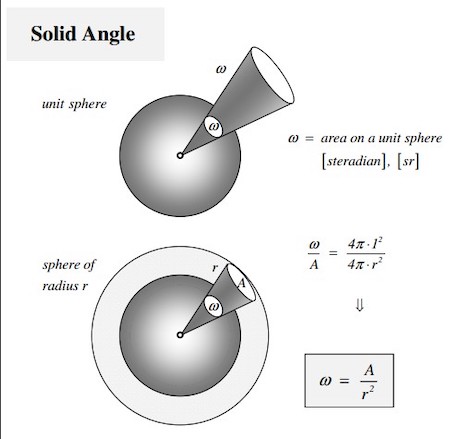 Solid Angle
ω
unit sphere
ω
ω = area on a unit sphere
[steradian], [sr]
ω/A = 4π·1²/4π·r²
sphere of
radius r
r
A
ω
⇓
ω = A/r²